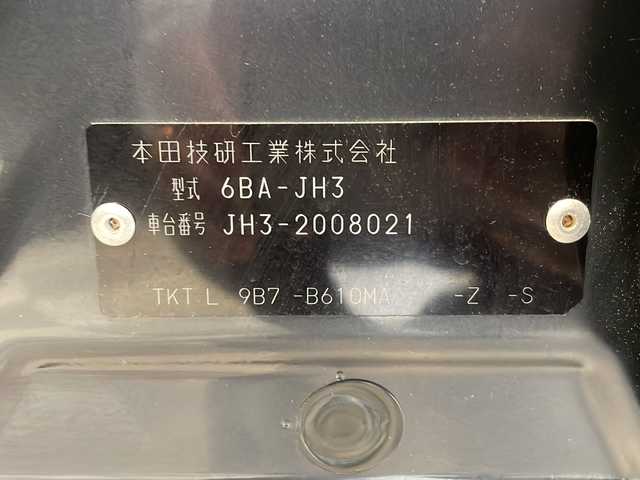 本田技研工業株式会社
型式 6BA-JH3
車台番号 JH3-2008021
TKT L 9B7 -B610MA -Z -S